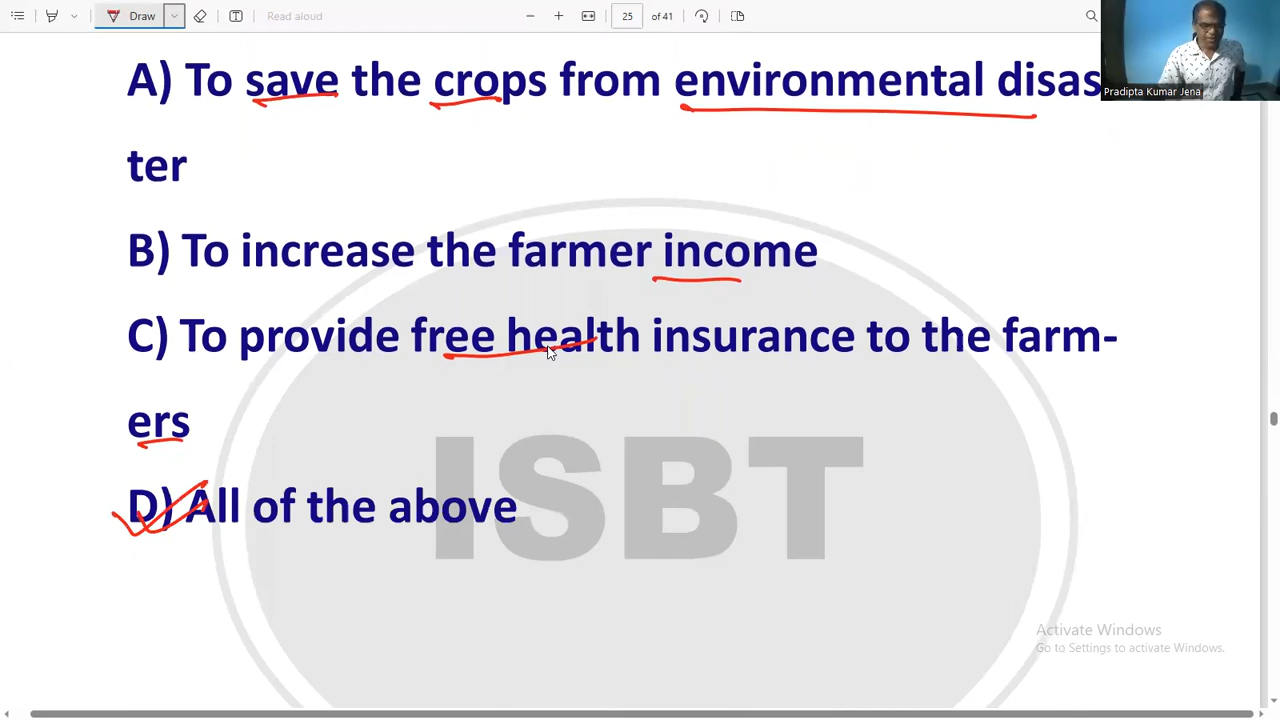 Draw
Read aloud
25
of 41
Pradipta Kumar Jena
A) To save the crops from environmental disas
ter
B) To increase the farmer income
C) To provide free health insurance to the farm-
ers
D) All of the above
ISBT
Activate Windows
Go to Settings to activate Windows.